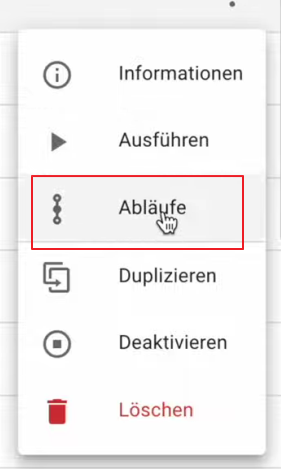 Informationen
Ausführen
Abläufe
Duplizieren
Deaktivieren
Löschen